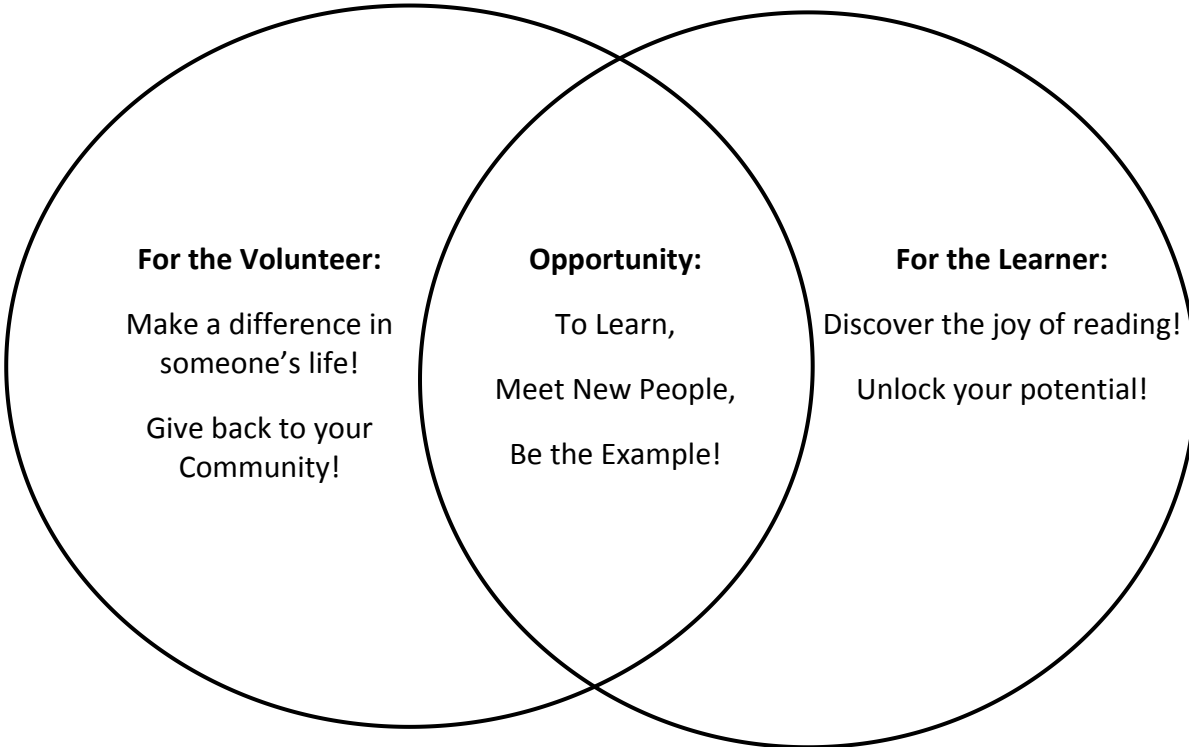 For the Volunteer:
Make a difference in
someone’s life!
Give back to your
Community!
Opportunity:
To Learn,
Meet New People,
Be the Example!
For the Learner:
Discover the joy of reading!
Unlock your potential!